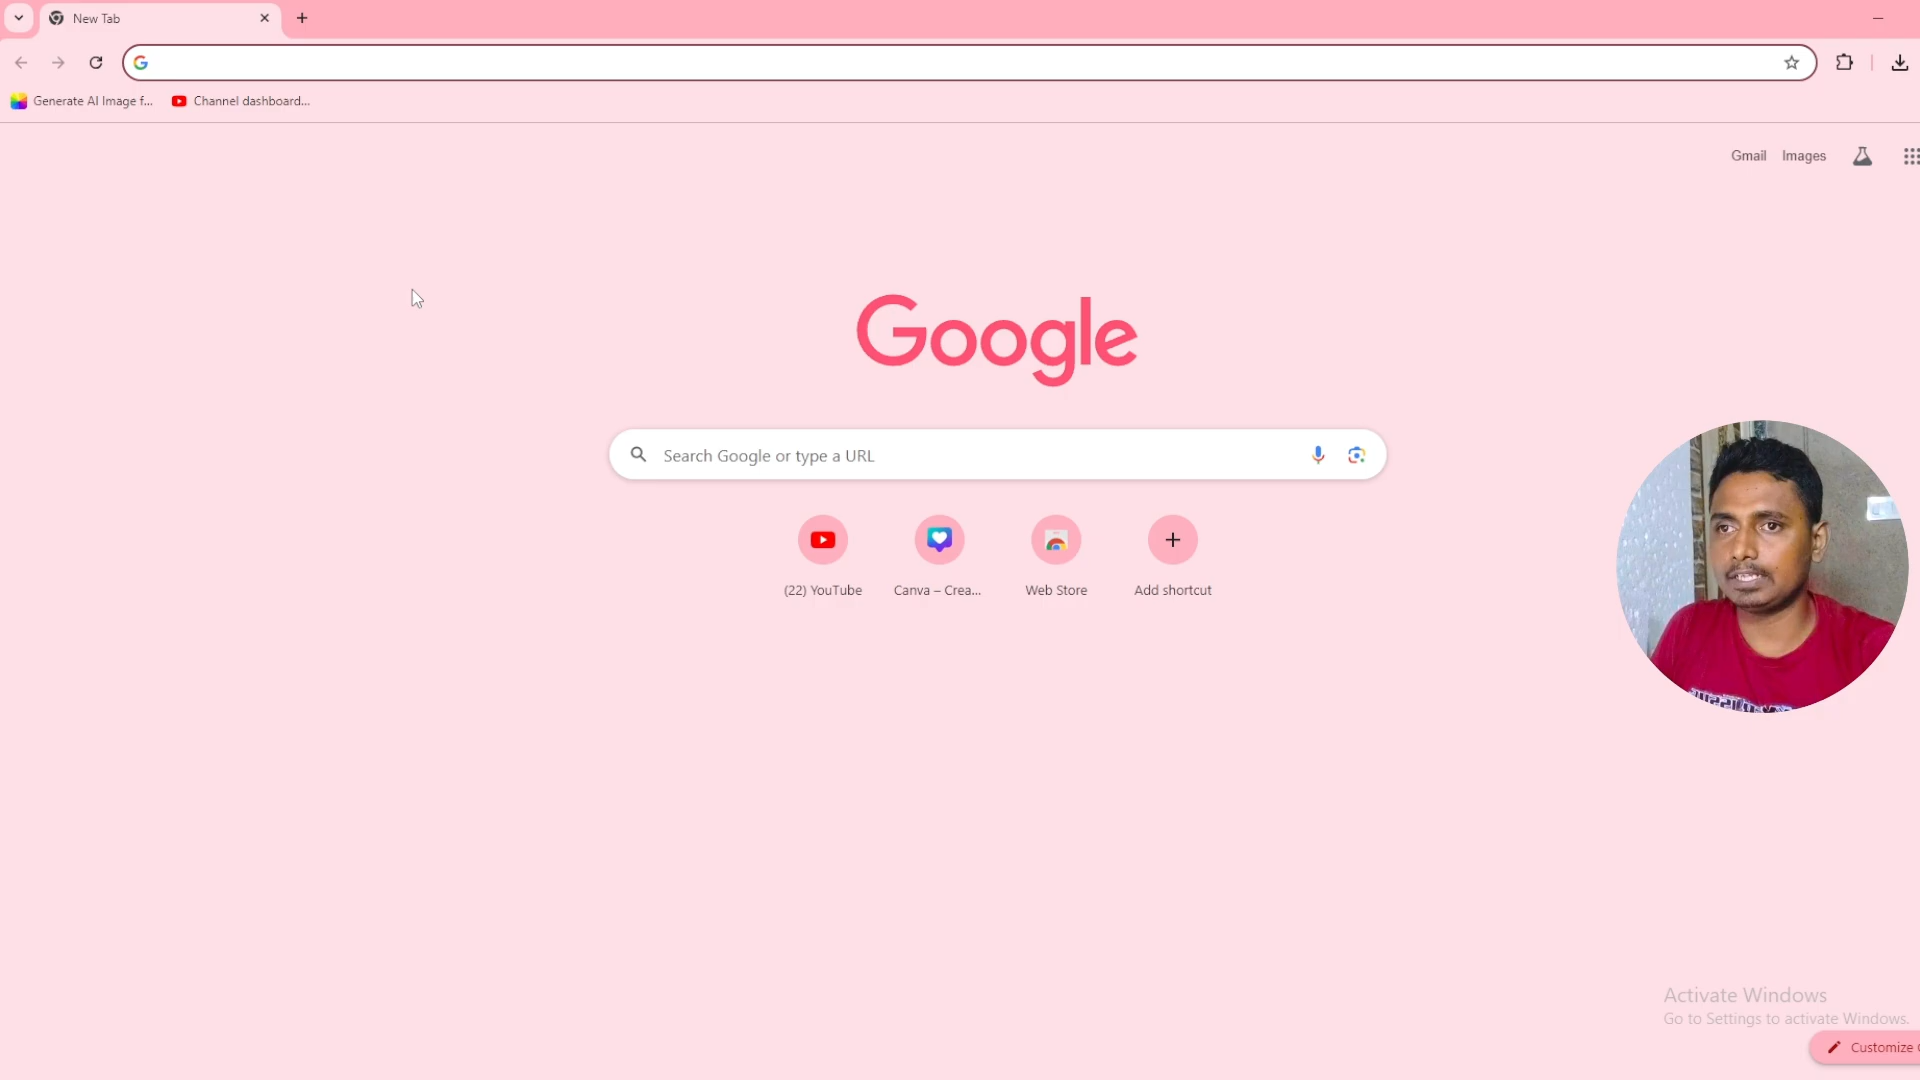 New Tab
Generate AI Image f...
Channel dashboard...
Gmail
Images
Google
Search Google or type a URL
(22) YouTube
Canva – Crea...
Web Store
Add shortcut
Activate Windows
Go to Settings to activate Windows.
Customize